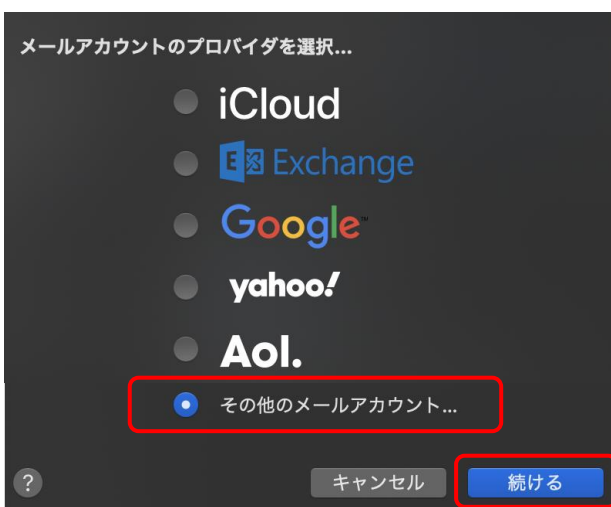 メールアカウントのプロバイダを選択...
iCloud
E Exchange
Google™
yahoo!
Aol.
その他のメールアカウント...
? キャンセル 続ける